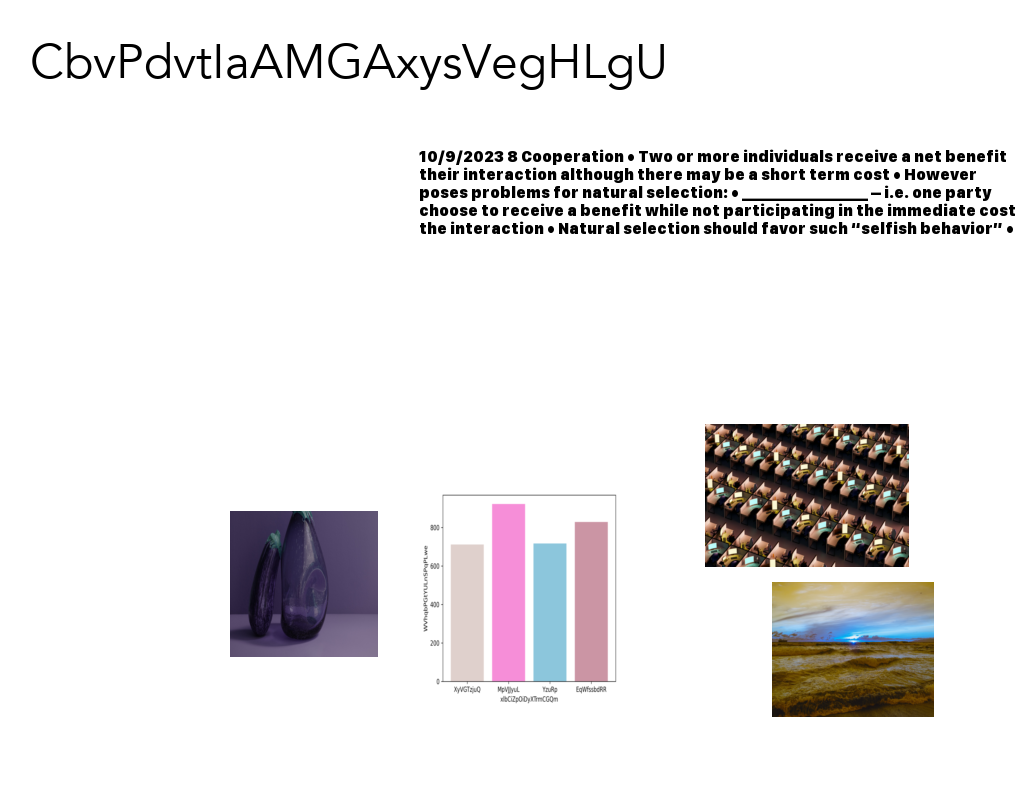 CbvPdvtIaAMGAxysVegHLgU
10/9/2023 8 Cooperation • Two or more individuals receive a net benefit
their interaction although there may be a short term cost • However
poses problems for natural selection: • ________________ – i.e. one party
choose to receive a benefit while not participating in the immediate cost
the interaction • Natural selection should favor such “selfish behavior” •
800
600
400
200
0
XyVGTzjuQ MpVJJyuL YzuRp EqWfssbdRR